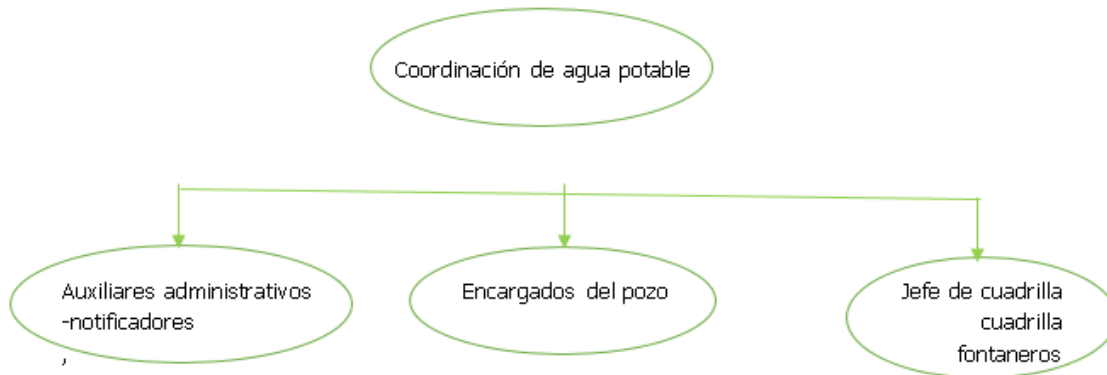 Coordinación de agua potable
Auxiliares administrativos
-notificadores
,
Encargados del pozo
Jefe de cuadrilla
cuadrilla
fontaneros